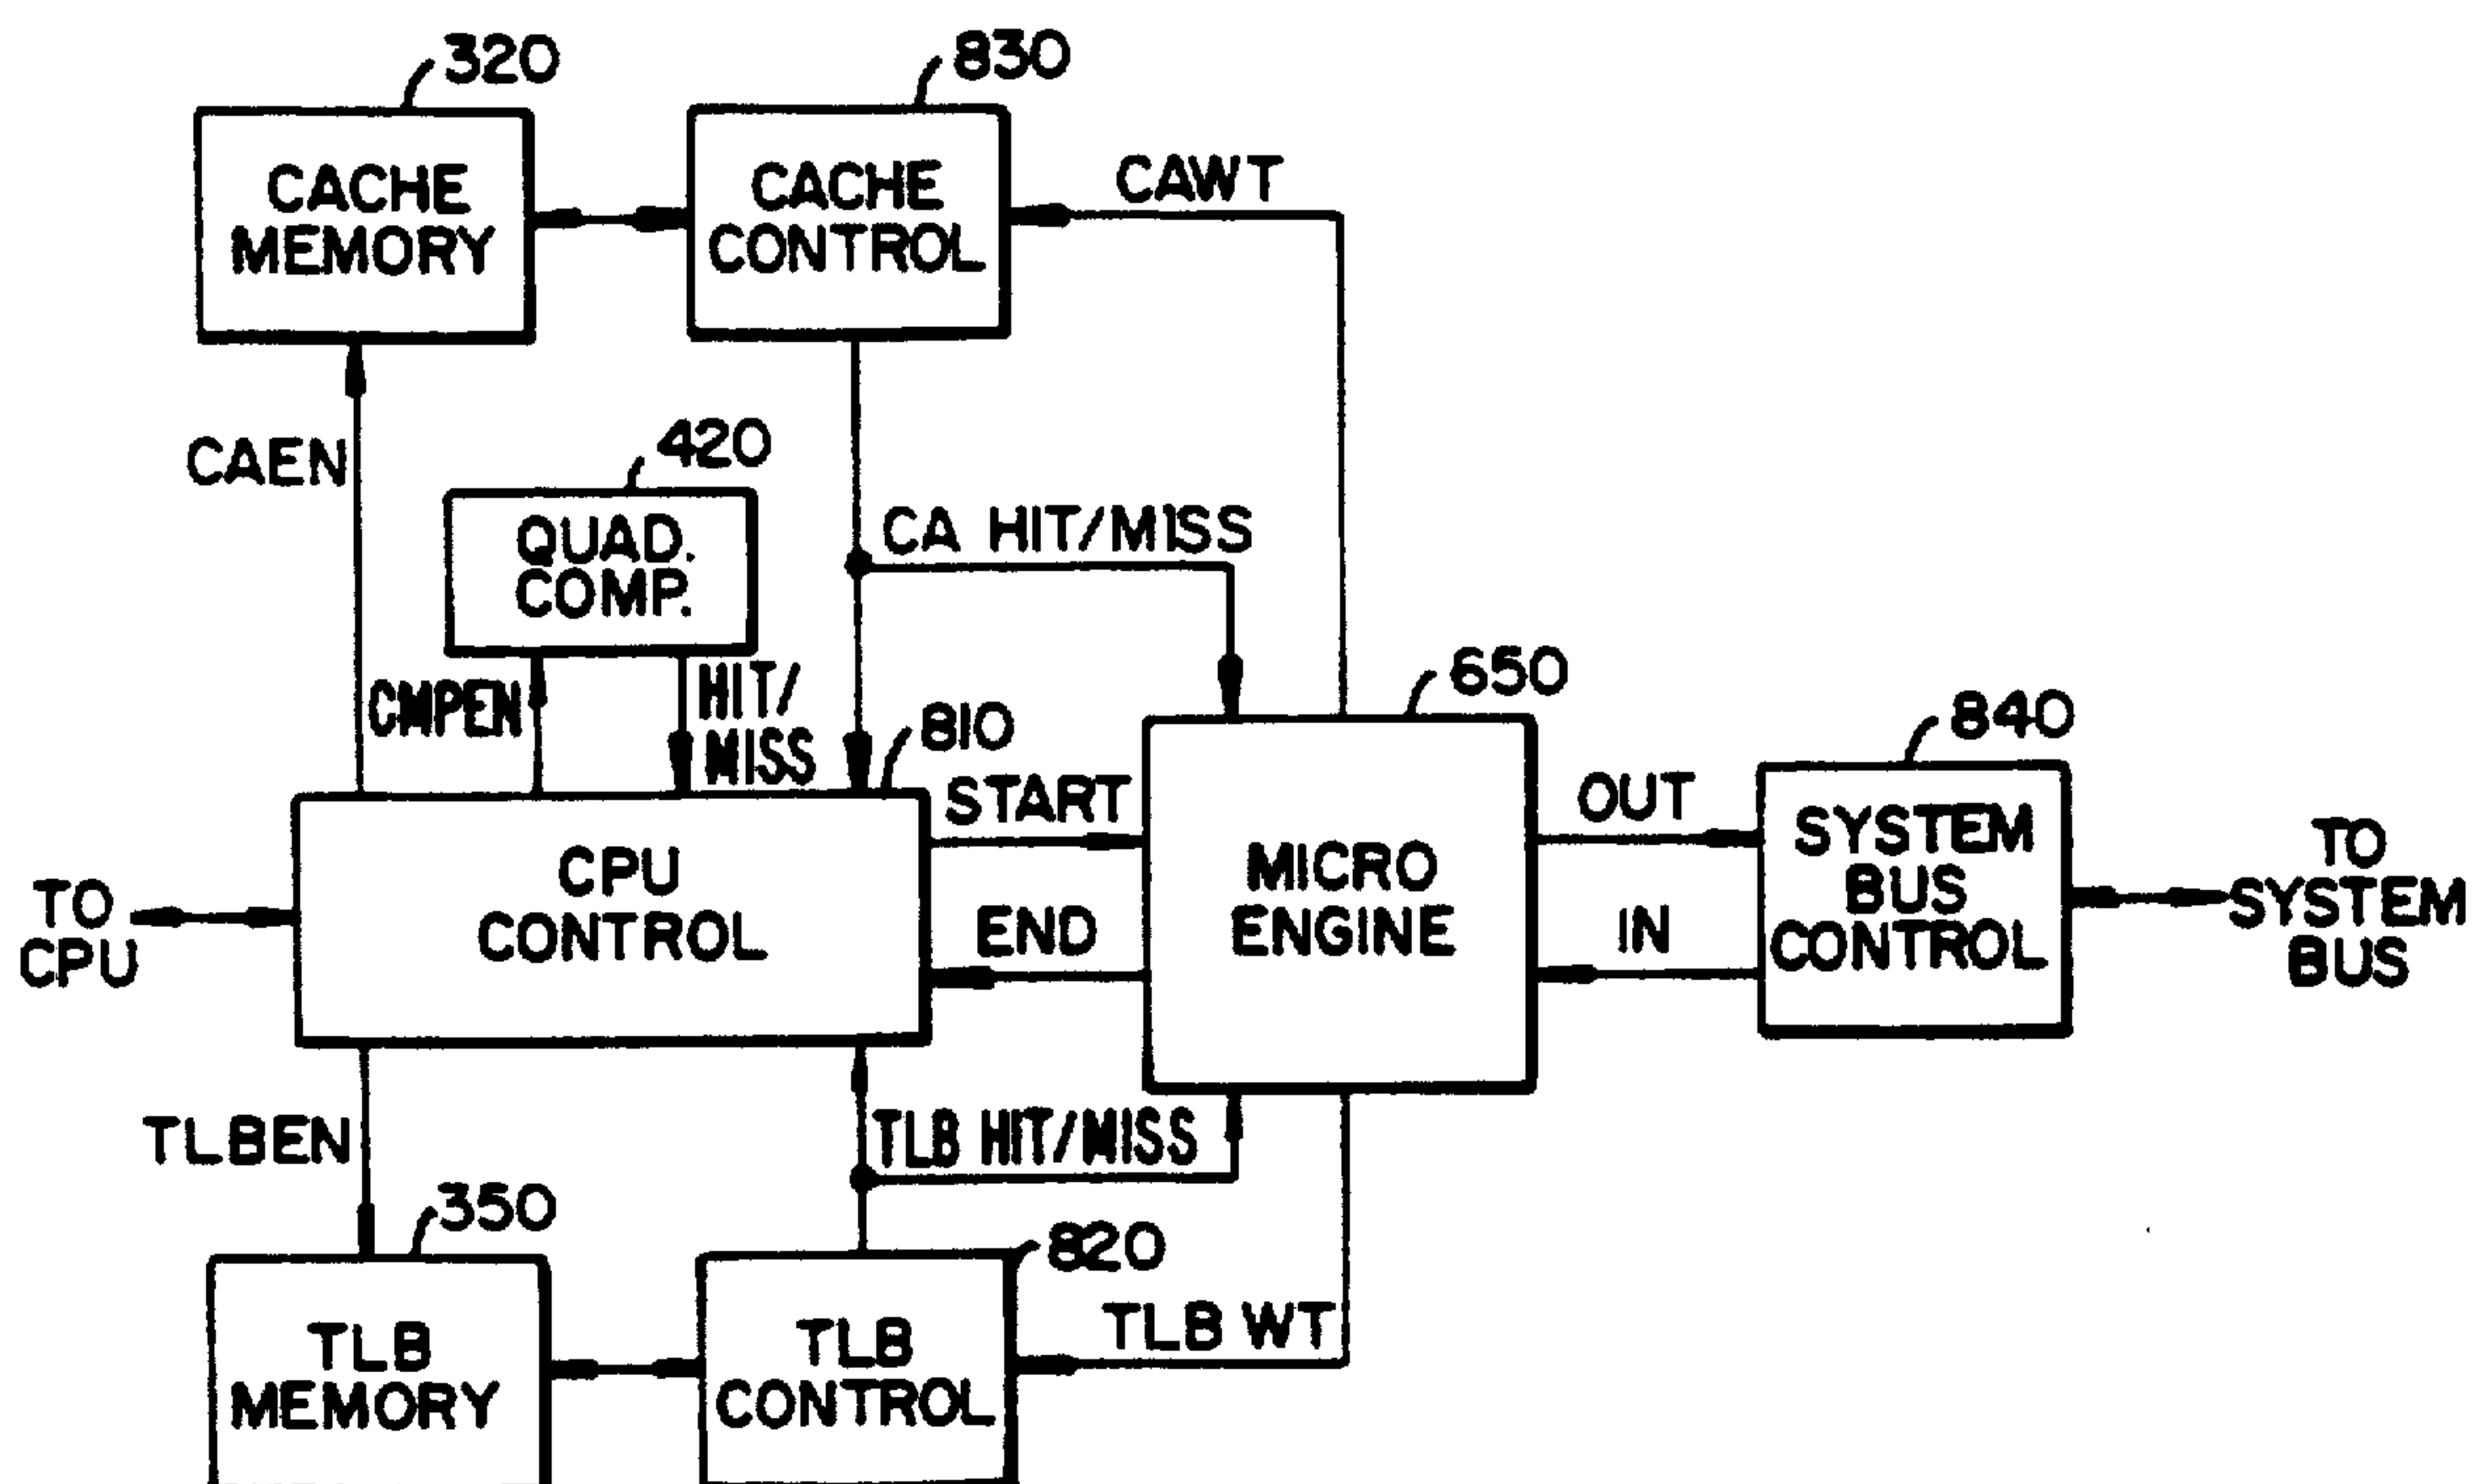 320
830
CACHE
MEMORY
CACHE
CONTROL
CAWT
CAEN
420
QUAD.
COMP.
CA HIT/MISS
CMPEN
HIT/
MISS
810
650
840
START
OUT
TO
CPU
CPU
CONTROL
END
MICRO
ENGINE
IN
SYSTEM
BUS
CONTROL
TO
SYSTEM
BUS
TLBEN
TLB HIT/MISS
350
820
TLB
MEMORY
TLB
CONTROL
TLB WT